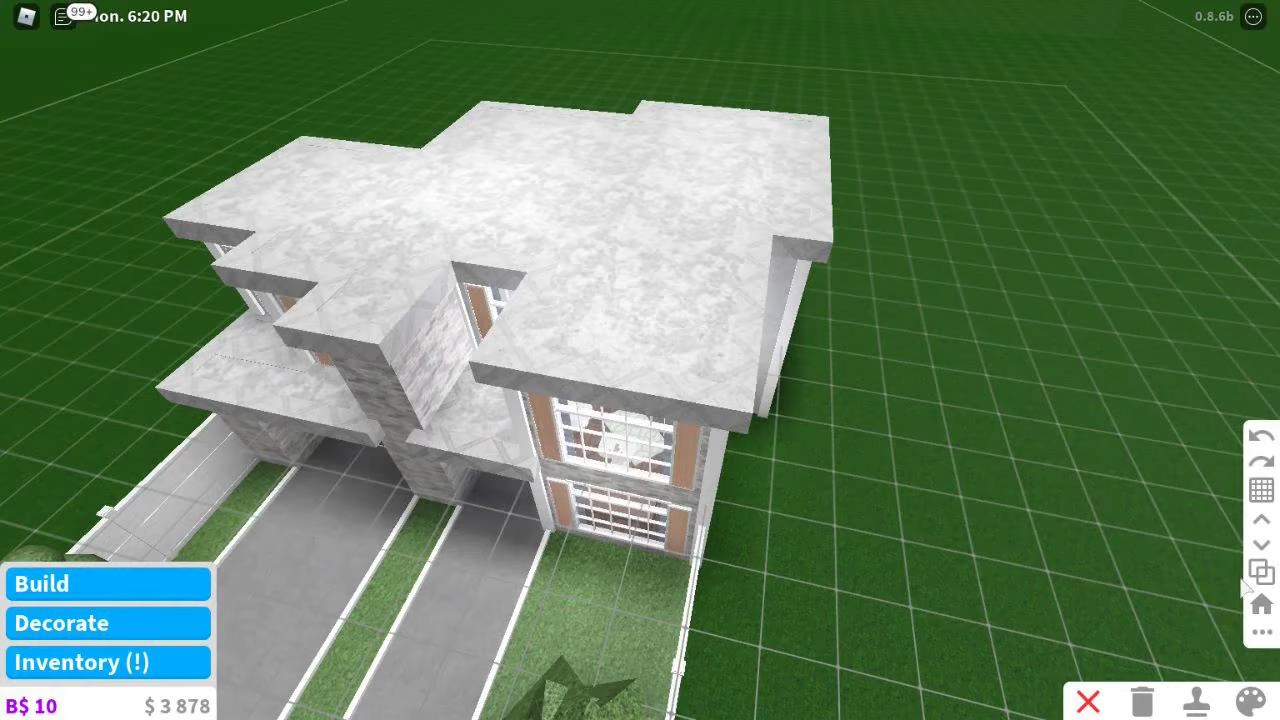 99+
on. 6:20 PM
0.8.6b
Build
Decorate
Inventory (!)
B$ 10
$ 3 878